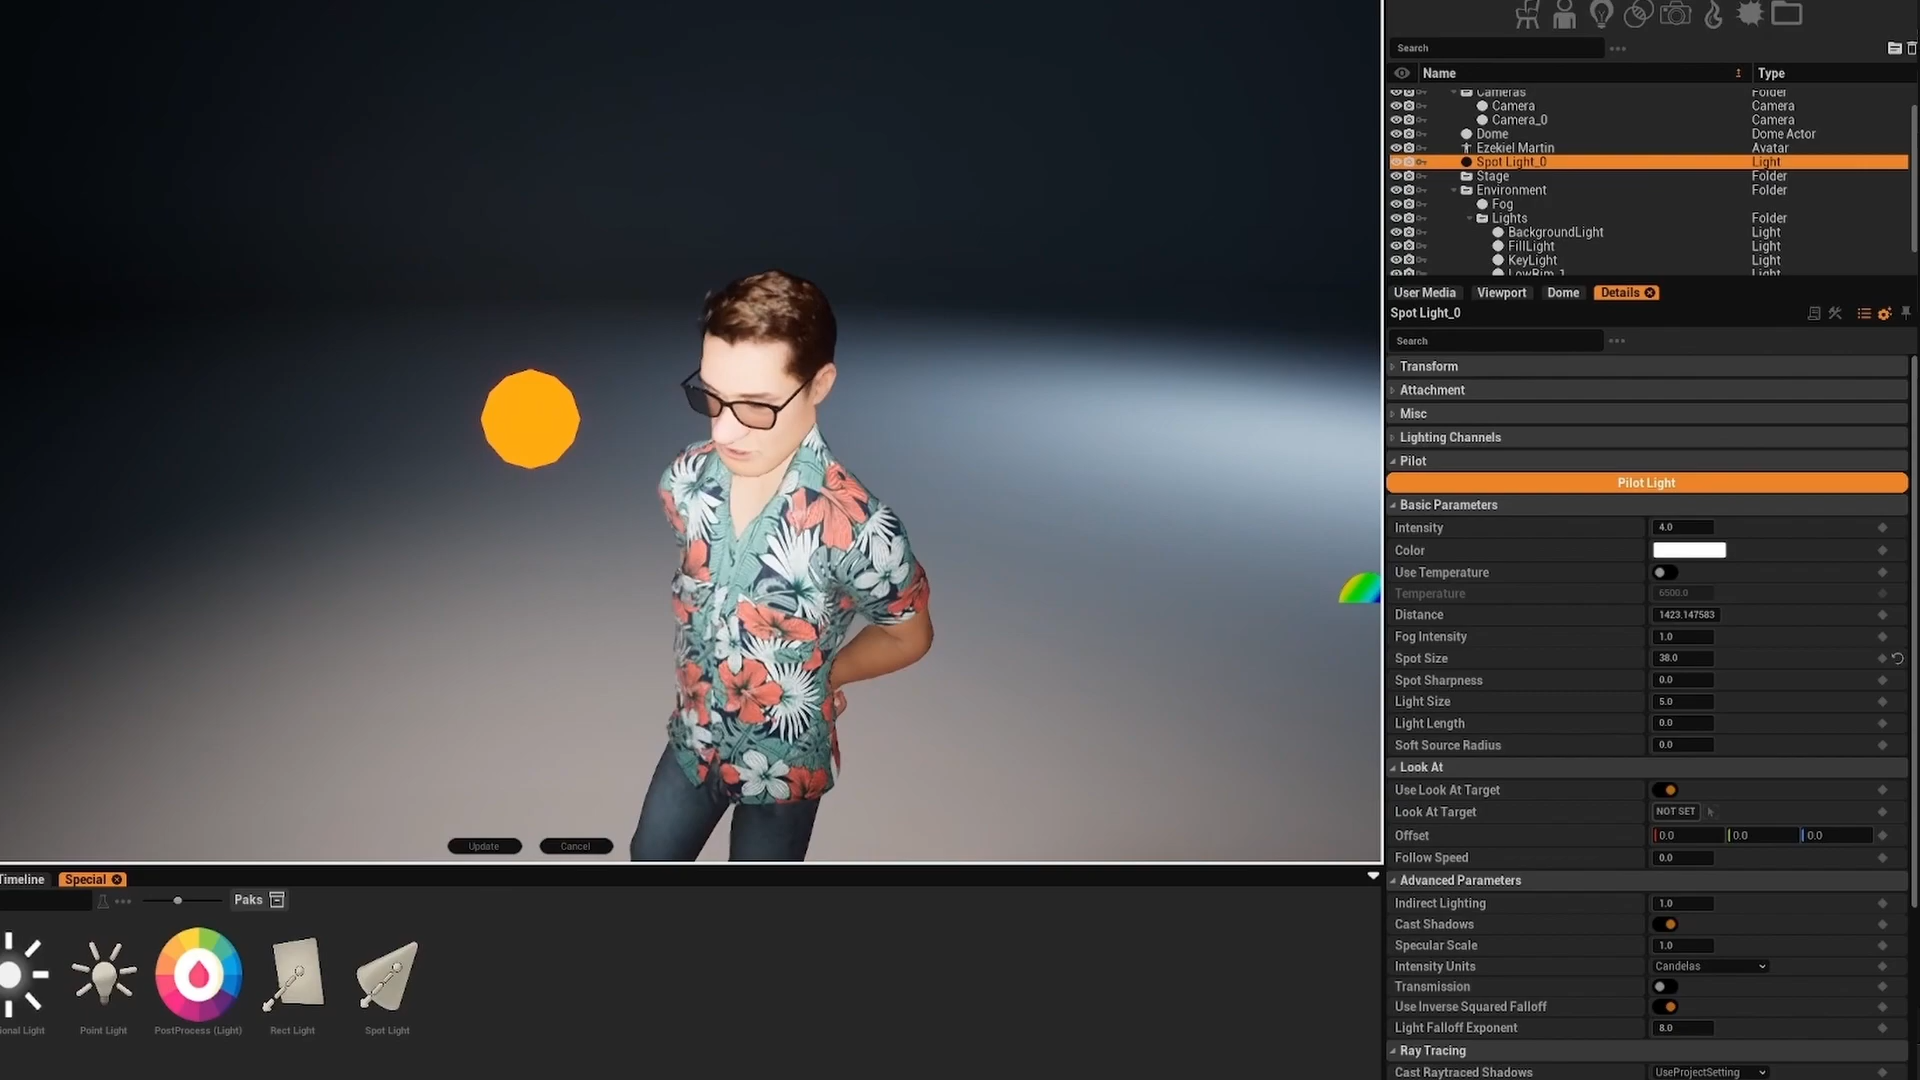 Search
Name Type
Cameras Folder
Camera Camera
Camera_0 Camera
Dome Dome Actor
Ezekiel Martin Avatar
Spot Light_0 Light
Stage Folder
Environment Folder
Fog
Lights Folder
BackgroundLight Light
FillLight Light
KeyLight Light
LowRim_1 Light
User Media Viewport Dome Details
Spot Light_0
Search
Transform
Attachment
Misc
Lighting Channels
Pilot
Pilot Light
Basic Parameters
Intensity 4.0
Color
Use Temperature
Temperature 6500.0
Distance 1423.147583
Fog Intensity 1.0
Spot Size 38.0
Spot Sharpness 0.0
Light Size 5.0
Light Length 0.0
Soft Source Radius 0.0
Look At
Use Look At Target
Look At Target NOT SET
Offset 0.0 0.0 0.0
Follow Speed 0.0
Advanced Parameters
Indirect Lighting 1.0
Cast Shadows
Specular Scale 1.0
Intensity Units Candelas
Transmission
Use Inverse Squared Falloff
Light Falloff Exponent 8.0
Ray Tracing
Cast Raytraced Shadows UseProjectSetting
Update Cancel
Timeline Special
Paks
ional Light Point Light PostProcess (Light) Rect Light Spot Light